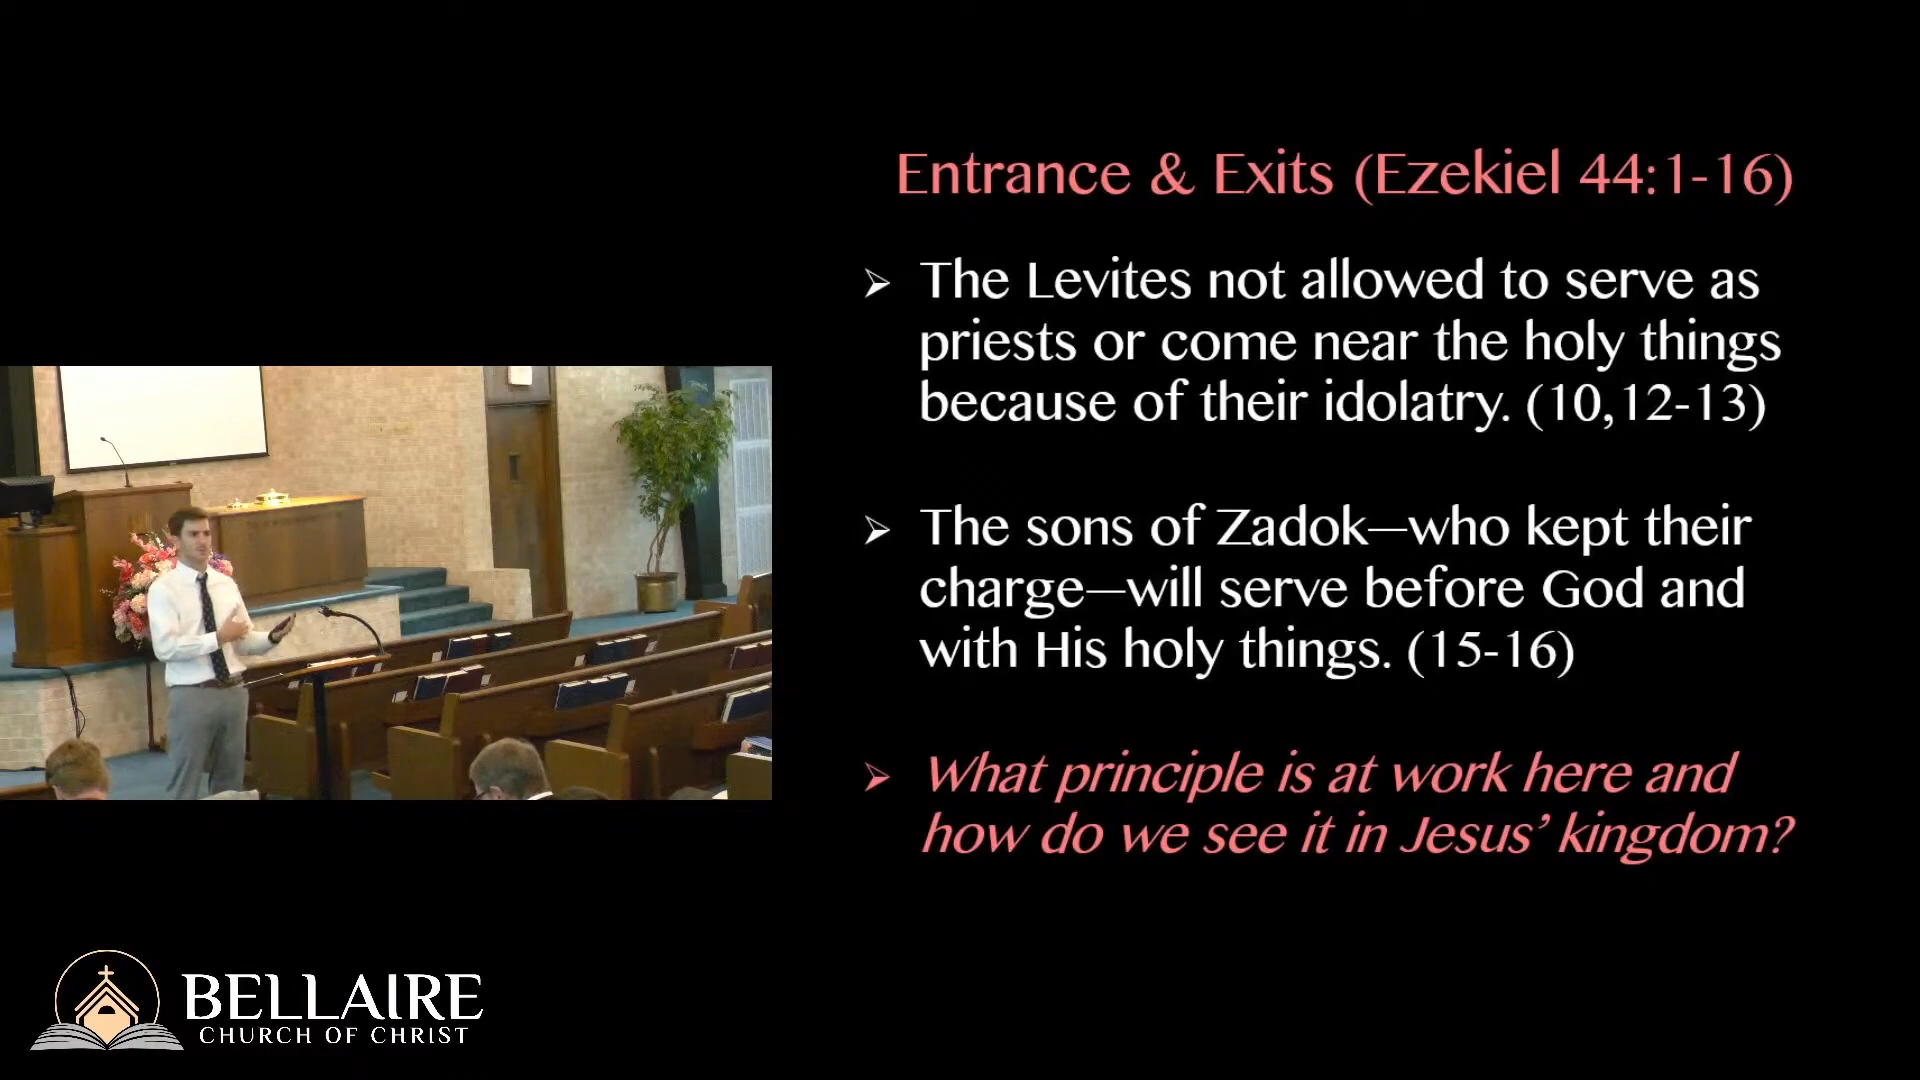 Entrance & Exits (Ezekiel 44:1-16)
➢ The Levites not allowed to serve as
priests or come near the holy things
because of their idolatry. (10,12-13)
➢ The sons of Zadok—who kept their
charge—will serve before God and
with His holy things. (15-16)
➢ What principle is at work here and
how do we see it in Jesus’ kingdom?
BELLAIRE
CHURCH OF CHRIST